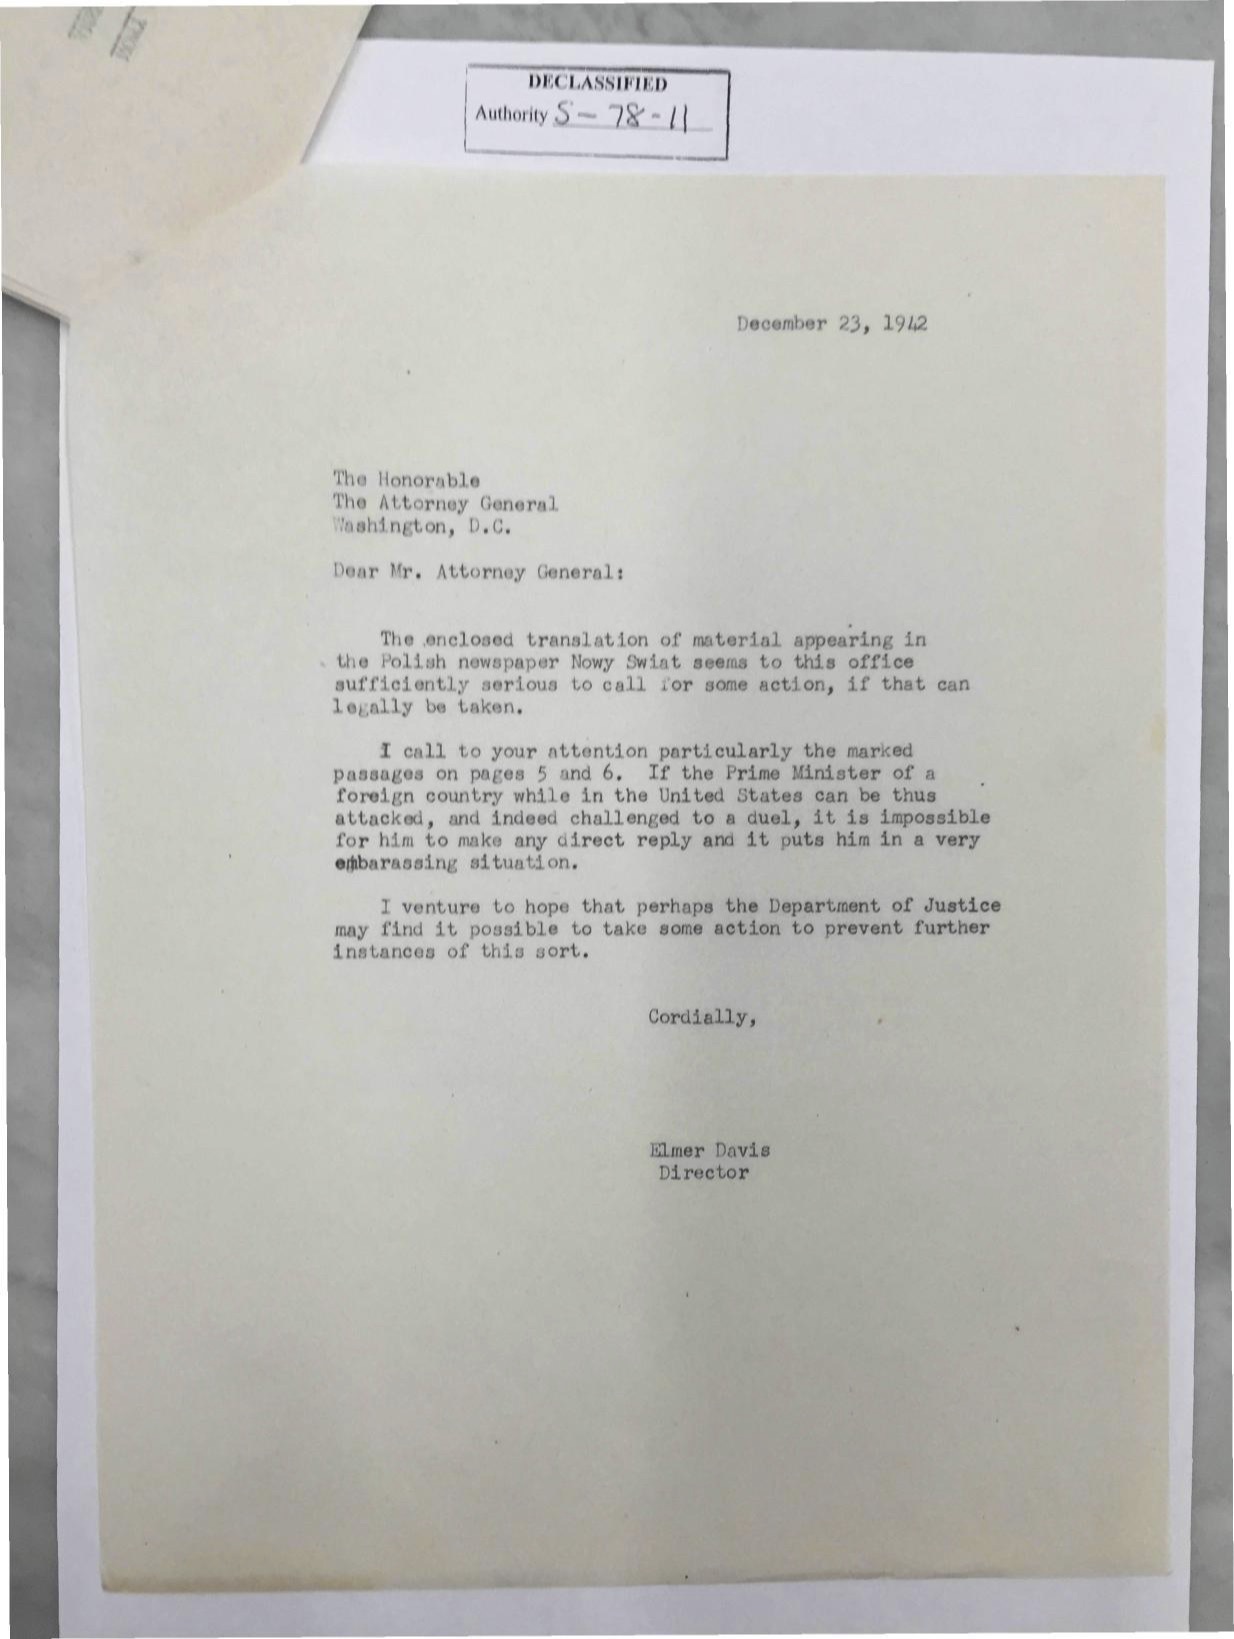 DECLASSIFIED
Authority S-78-11
December 23, 1942
The Honorable
The Attorney General
Washington, D.C.
Dear Mr. Attorney General:
The enclosed translation of material appearing in
the Polish newspaper Nowy Swiat seems to this office
sufficiently serious to call for some action, if that can
legally be taken.
I call to your attention particularly the marked
passages on pages 5 and 6. If the Prime Minister of a
foreign country while in the United States can be thus
attacked, and indeed challenged to a duel, it is impossible
for him to make any direct reply and it puts him in a very
embarassing situation.
I venture to hope that perhaps the Department of Justice
may find it possible to take some action to prevent further
instances of this sort.
Cordially,
Elmer Davis
Director